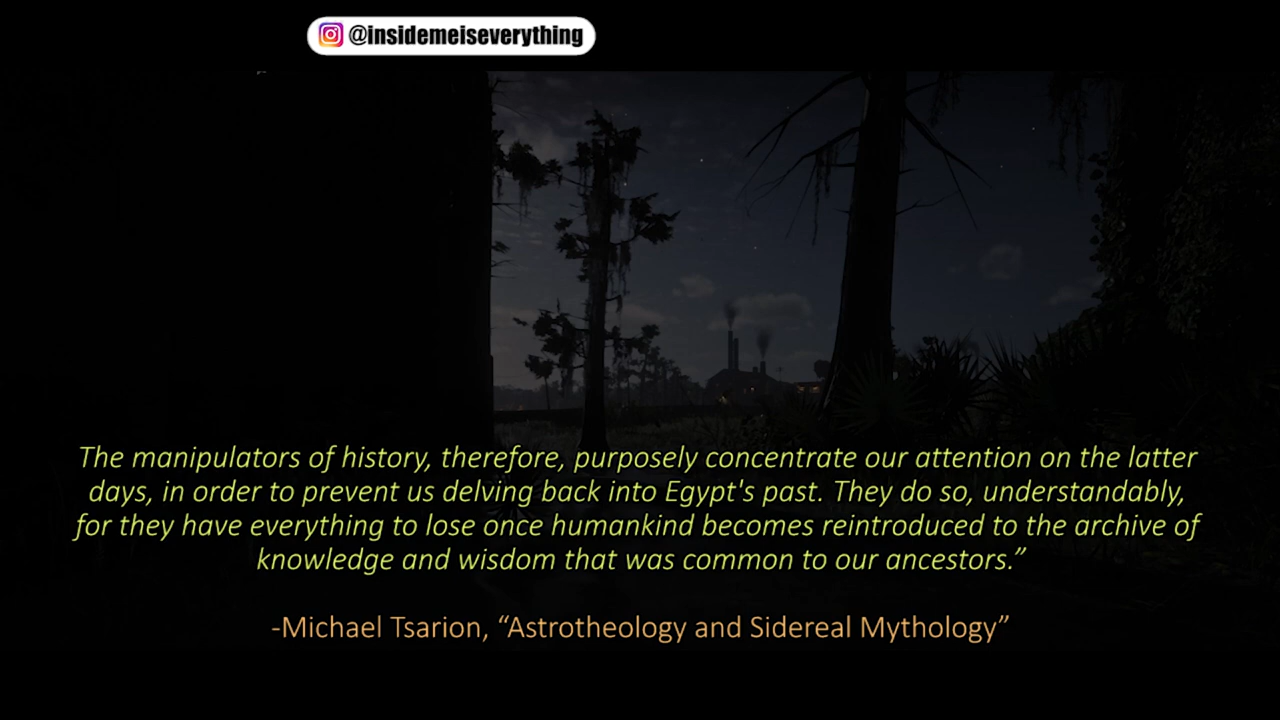 @insidemeiseverything
The manipulators of history, therefore, purposely concentrate our attention on the latter
days, in order to prevent us delving back into Egypt's past. They do so, understandably,
for they have everything to lose once humankind becomes reintroduced to the archive of
knowledge and wisdom that was common to our ancestors.”
-Michael Tsarion, “Astrotheology and Sidereal Mythology”